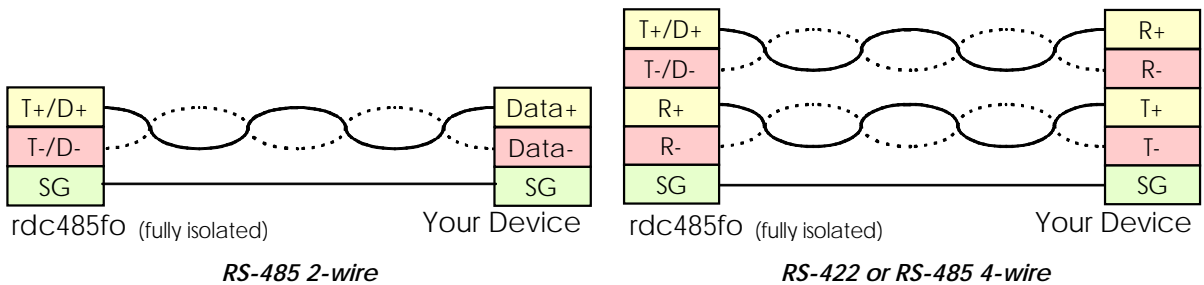 T+/D+ Data+
T-/D- Data-
SG SG
rdc485fo (fully isolated) Your Device
RS-485 2-wire
T+/D+ R+
T-/D- R-
R+ T+
R- T-
SG SG
rdc485fo (fully isolated) Your Device
RS-422 or RS-485 4-wire